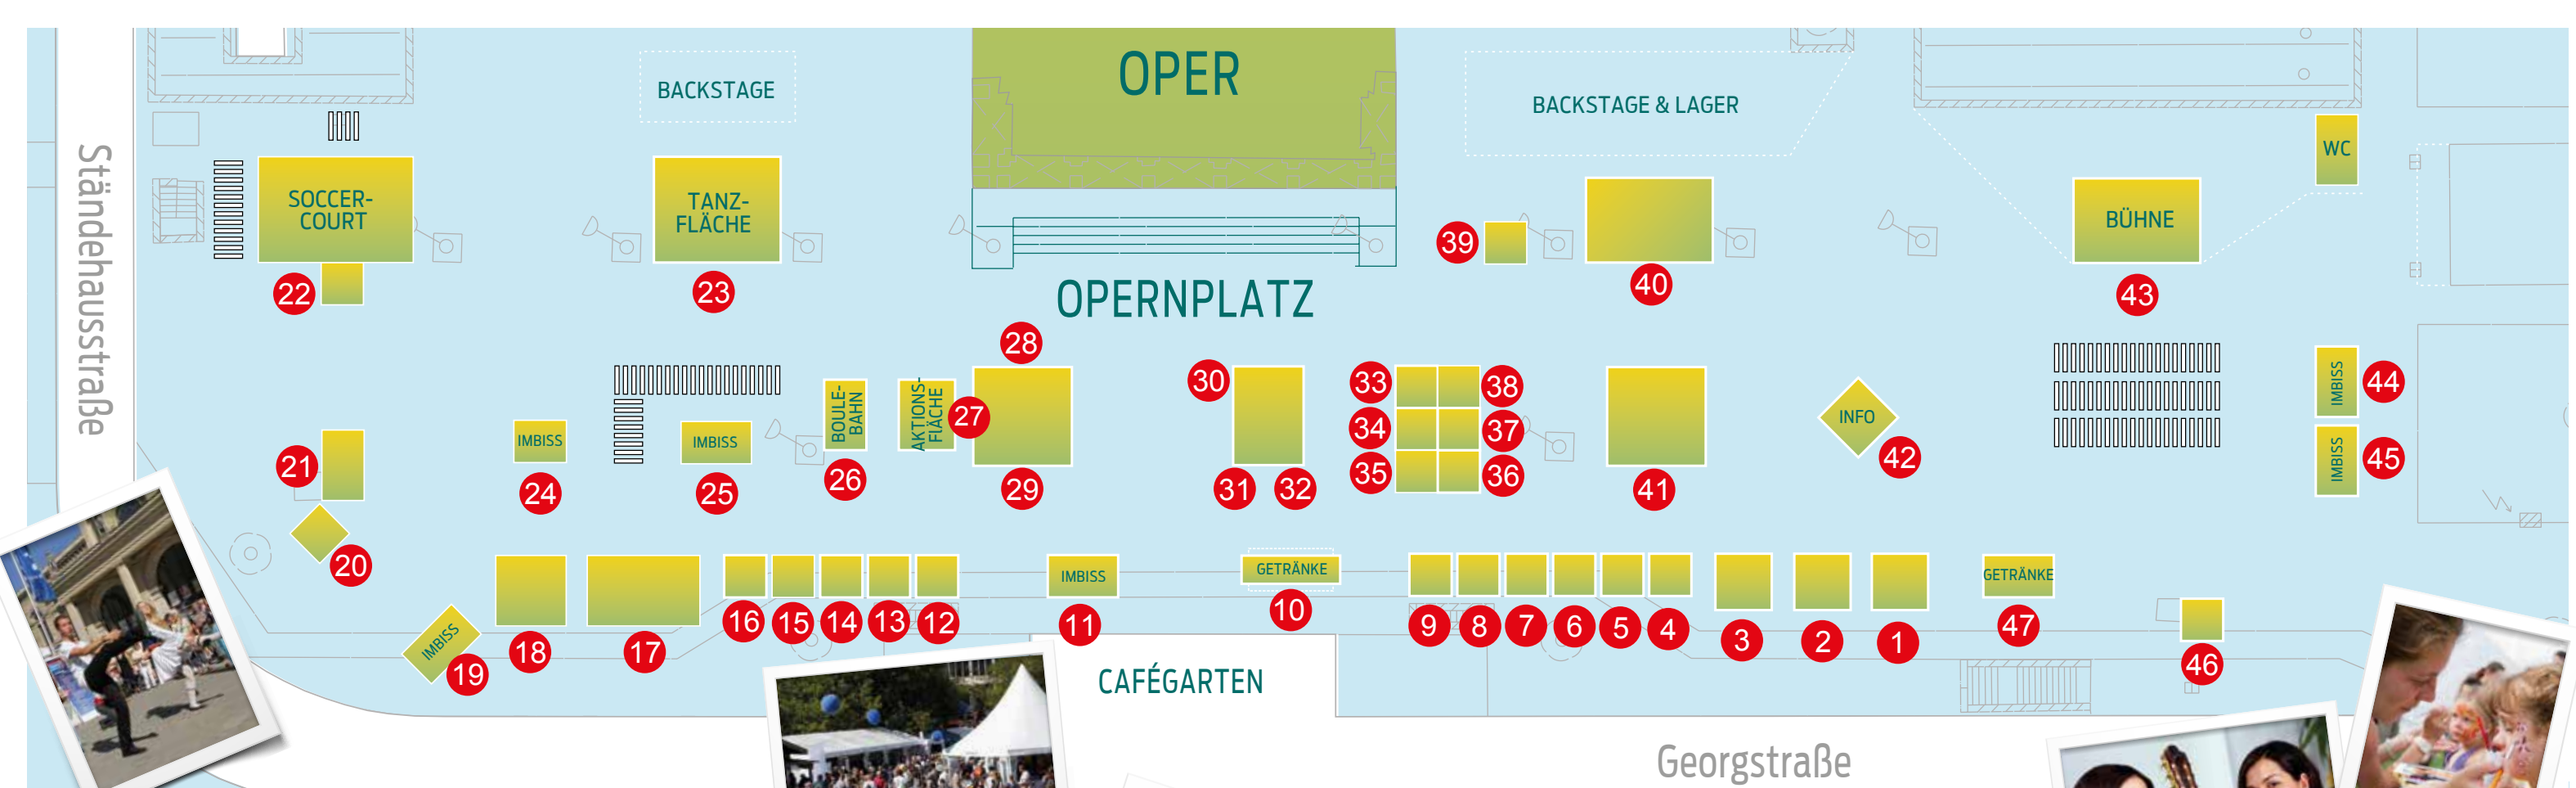 OPER
BACKSTAGE
BACKSTAGE & LAGER
WC
Ständehausstraße
SOCCER-
COURT
TANZ-
FLÄCHE
BÜHNE
39
22
23
40
43
OPERNPLATZ
28
30
33
38
44
IMBISS
BOULE-
BAHN
AKTIONS-
FLÄCHE
27
34
37
INFO
42
21
IMBISS
IMBISS
35
36
IMBISS
45
24
25
26
29
31
32
41
20
IMBISS
GETRÄNKE
GETRÄNKE
IMBISS
19
18
17
16
15
14
13
12
11
10
9
8
7
6
5
4
3
2
1
47
46
CAFÉGARTEN
Georgstraße